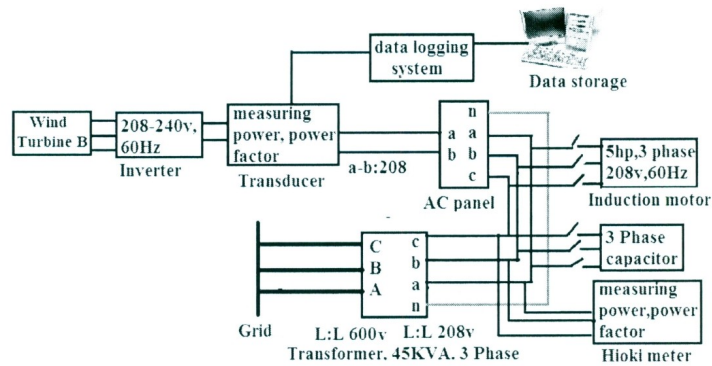 data logging
system
Data storage
Wind
Turbine B
208-240v,
60Hz
Inverter
measuring
power, power
factor
Transducer
a-b:208
a
b
n
a
b
c
AC panel
5hp,3 phase
208v,60Hz
Induction motor
3 Phase
capacitor
measuring
power,power
factor
Hioki meter
C
B
A
c
b
a
n
Grid
L:L 600v L:L 208v
Transformer, 45KVA, 3 Phase